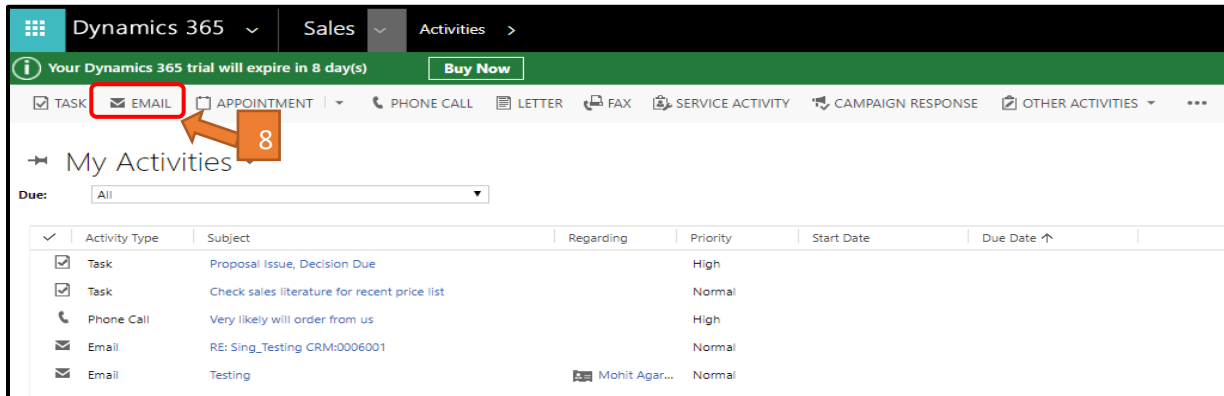 Dynamics 365 Sales Activities >
i Your Dynamics 365 trial will expire in 8 day(s) Buy Now
TASK EMAIL APPOINTMENT PHONE CALL LETTER FAX SERVICE ACTIVITY CAMPAIGN RESPONSE OTHER ACTIVITIES ...
8
My Activities
Due: All
Activity Type Subject Regarding Priority Start Date Due Date ↑
Task Proposal Issue, Decision Due High
Task Check sales literature for recent price list Normal
Phone Call Very likely will order from us High
Email RE: Sing_Testing CRM:0006001 Normal
Email Testing Mohit Agar... Normal